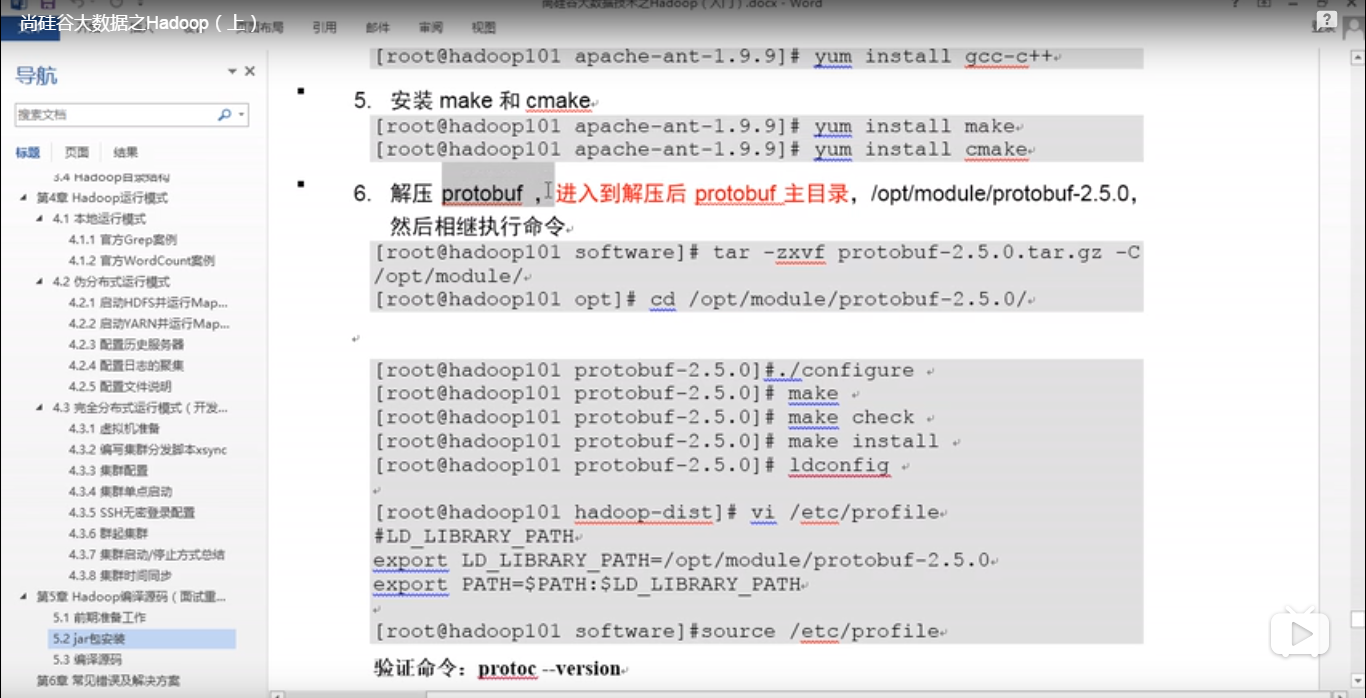 尚硅谷大数据技术之Hadoop（入门）.docx - Word
尚硅谷大数据之Hadoop（上）
页面布局 引用 邮件 审阅 视图
导航
搜索文档
标题 页面 结果
3.4 Hadoop目录结构
第4章 Hadoop运行模式
4.1 本地运行模式
4.1.1 官方Grep案例
4.1.2 官方WordCount案例
4.2 伪分布式运行模式
4.2.1 启动HDFS并运行Map...
4.2.2 启动YARN并运行Map...
4.2.3 配置历史服务器
4.2.4 配置日志的聚集
4.2.5 配置文件说明
4.3 完全分布式运行模式（开发...
4.3.1 虚拟机准备
4.3.2 编写集群分发脚本xsync
4.3.3 集群配置
4.3.4 集群单点启动
4.3.5 SSH无密登录配置
4.3.6 群起集群
4.3.7 集群启动/停止方式总结
4.3.8 集群时间同步
第5章 Hadoop编译源码（面试重...
5.1 前期准备工作
5.2 jar包安装
5.3 编译源码
第6章 常见错误及解决方案
[root@hadoop101 apache-ant-1.9.9]# yum install gcc-c++
5. 安装 make 和 cmake
[root@hadoop101 apache-ant-1.9.9]# yum install make
[root@hadoop101 apache-ant-1.9.9]# yum install cmake
6. 解压 protobuf ，进入到解压后 protobuf 主目录，/opt/module/protobuf-2.5.0，
然后相继执行命令
[root@hadoop101 software]# tar -zxvf protobuf-2.5.0.tar.gz -C
/opt/module/
[root@hadoop101 opt]# cd /opt/module/protobuf-2.5.0/
[root@hadoop101 protobuf-2.5.0]#./configure
[root@hadoop101 protobuf-2.5.0]# make
[root@hadoop101 protobuf-2.5.0]# make check
[root@hadoop101 protobuf-2.5.0]# make install
[root@hadoop101 protobuf-2.5.0]# ldconfig
[root@hadoop101 hadoop-dist]# vi /etc/profile
#LD_LIBRARY_PATH
export LD_LIBRARY_PATH=/opt/module/protobuf-2.5.0
export PATH=$PATH:$LD_LIBRARY_PATH
[root@hadoop101 software]#source /etc/profile
验证命令：protoc --version